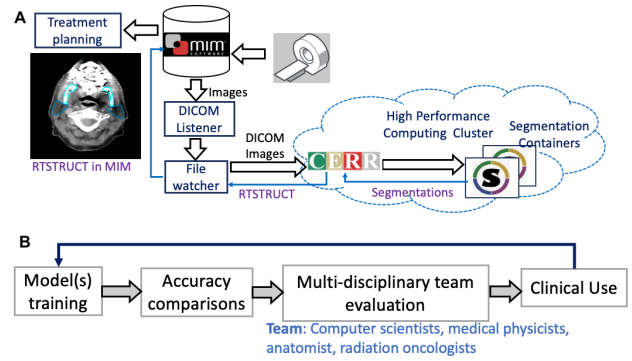 A
Treatment
planning
mim
SOFTWARE
Images
DICOM
Listener
File
watcher
RTSTRUCT in MIM
DICOM
Images
RTSTRUCT
CERR
High Performance
Computing Cluster
Segmentation
Containers
Segmentations
S
B
Model(s)
training
Accuracy
comparisons
Multi-disciplinary team
evaluation
Clinical Use
Team: Computer scientists, medical physicists,
anatomist, radiation oncologists